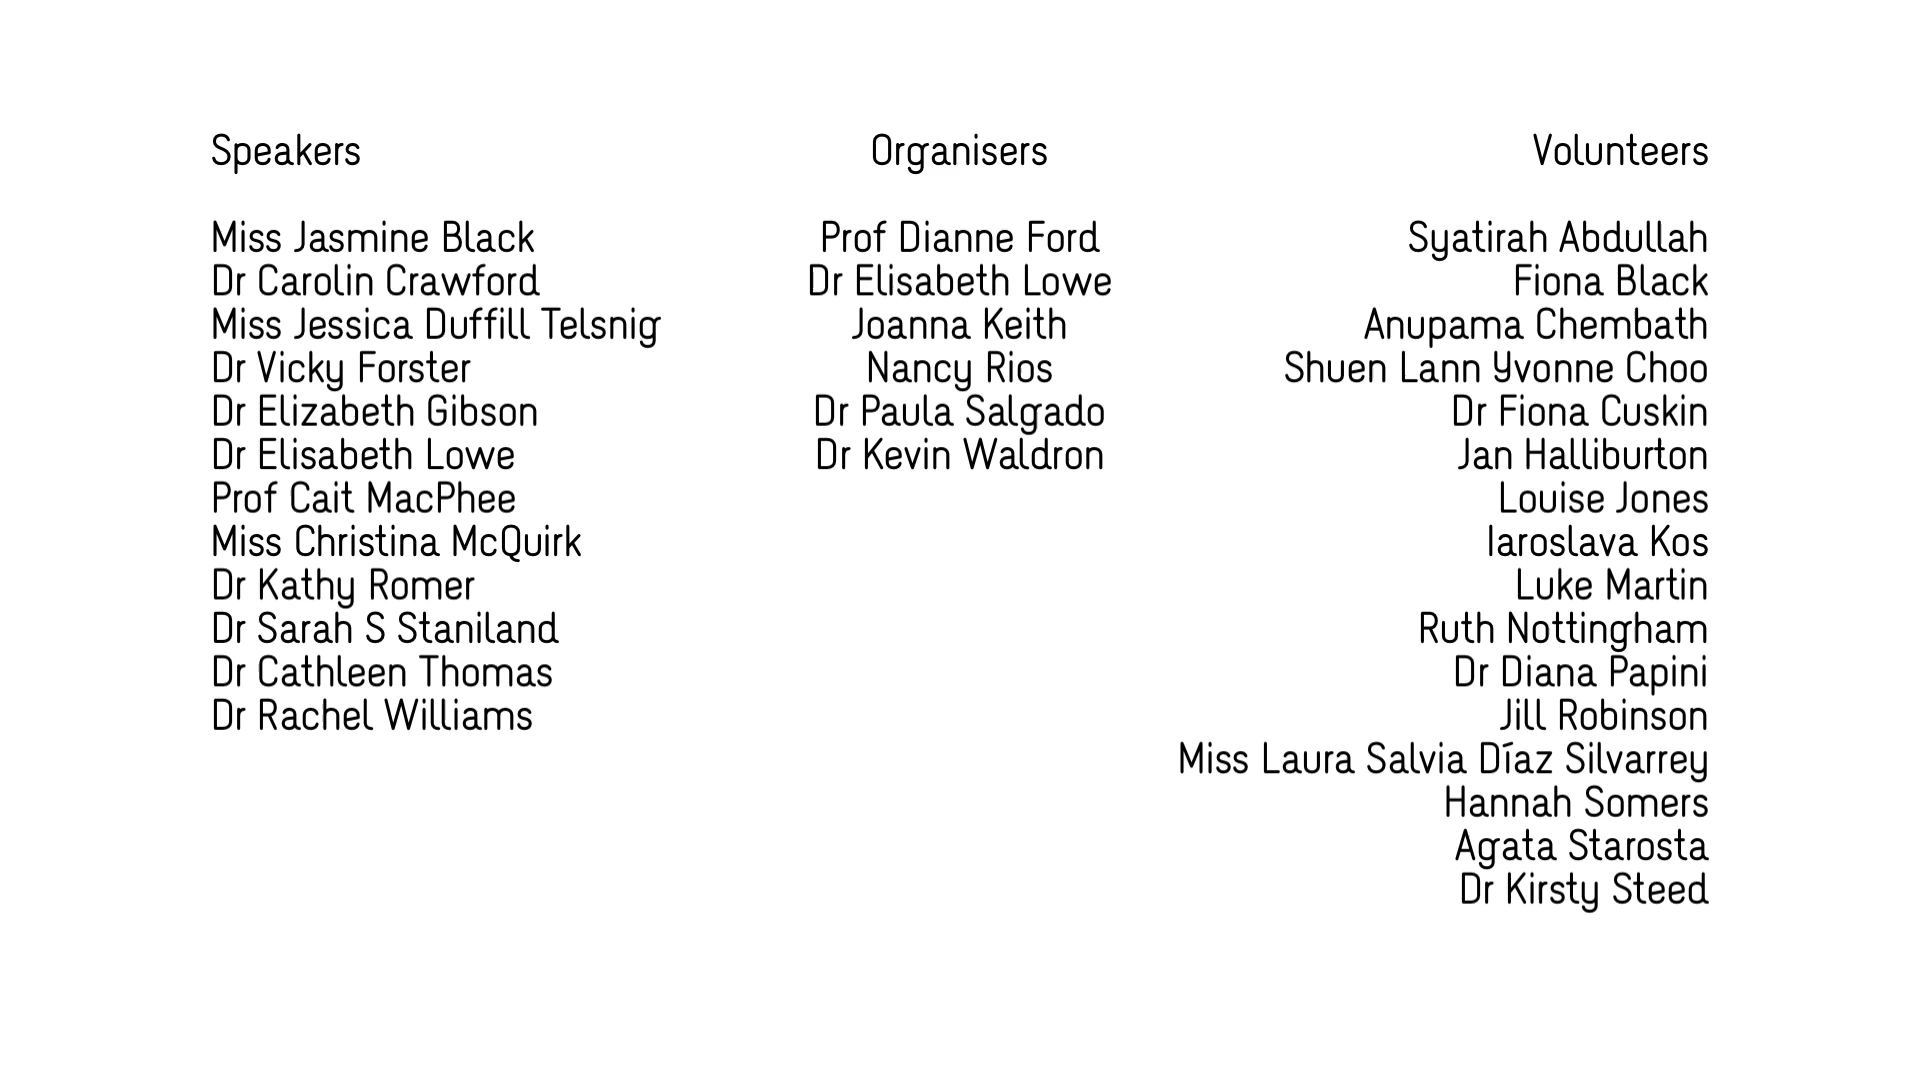 Speakers
Miss Jasmine Black
Dr Carolin Crawford
Miss Jessica Duffill Telsnig
Dr Vicky Forster
Dr Elizabeth Gibson
Dr Elisabeth Lowe
Prof Cait MacPhee
Miss Christina McQuirk
Dr Kathy Romer
Dr Sarah S Staniland
Dr Cathleen Thomas
Dr Rachel Williams
Organisers
Prof Dianne Ford
Dr Elisabeth Lowe
Joanna Keith
Nancy Rios
Dr Paula Salgado
Dr Kevin Waldron
Volunteers
Syatirah Abdullah
Fiona Black
Anupama Chembath
Shuen Lann Yvonne Choo
Dr Fiona Cuskin
Jan Halliburton
Louise Jones
Iaroslava Kos
Luke Martin
Ruth Nottingham
Dr Diana Papini
Jill Robinson
Miss Laura Salvia Díaz Silvarrey
Hannah Somers
Agata Starosta
Dr Kirsty Steed